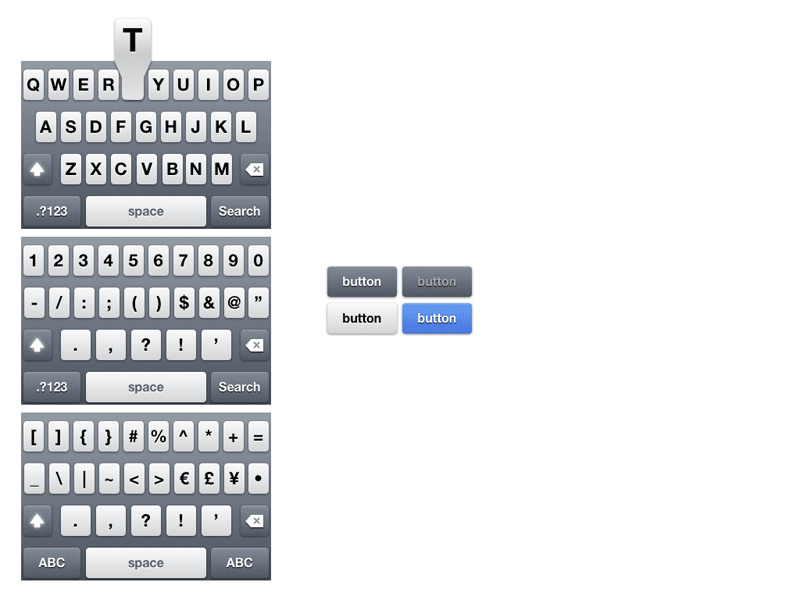 T
Q W E R Y U I O P
A S D F G H J K L
Z X C V B N M
.?123 space Search
1 2 3 4 5 6 7 8 9 0
- / : ; ( ) $ & @ ”
. , ? ! ’
.?123 space Search
[ ] { } # % ^ * + =
_ \ | ~ < > € £ ¥ •
. , ? ! ’
ABC space ABC
button button
button button